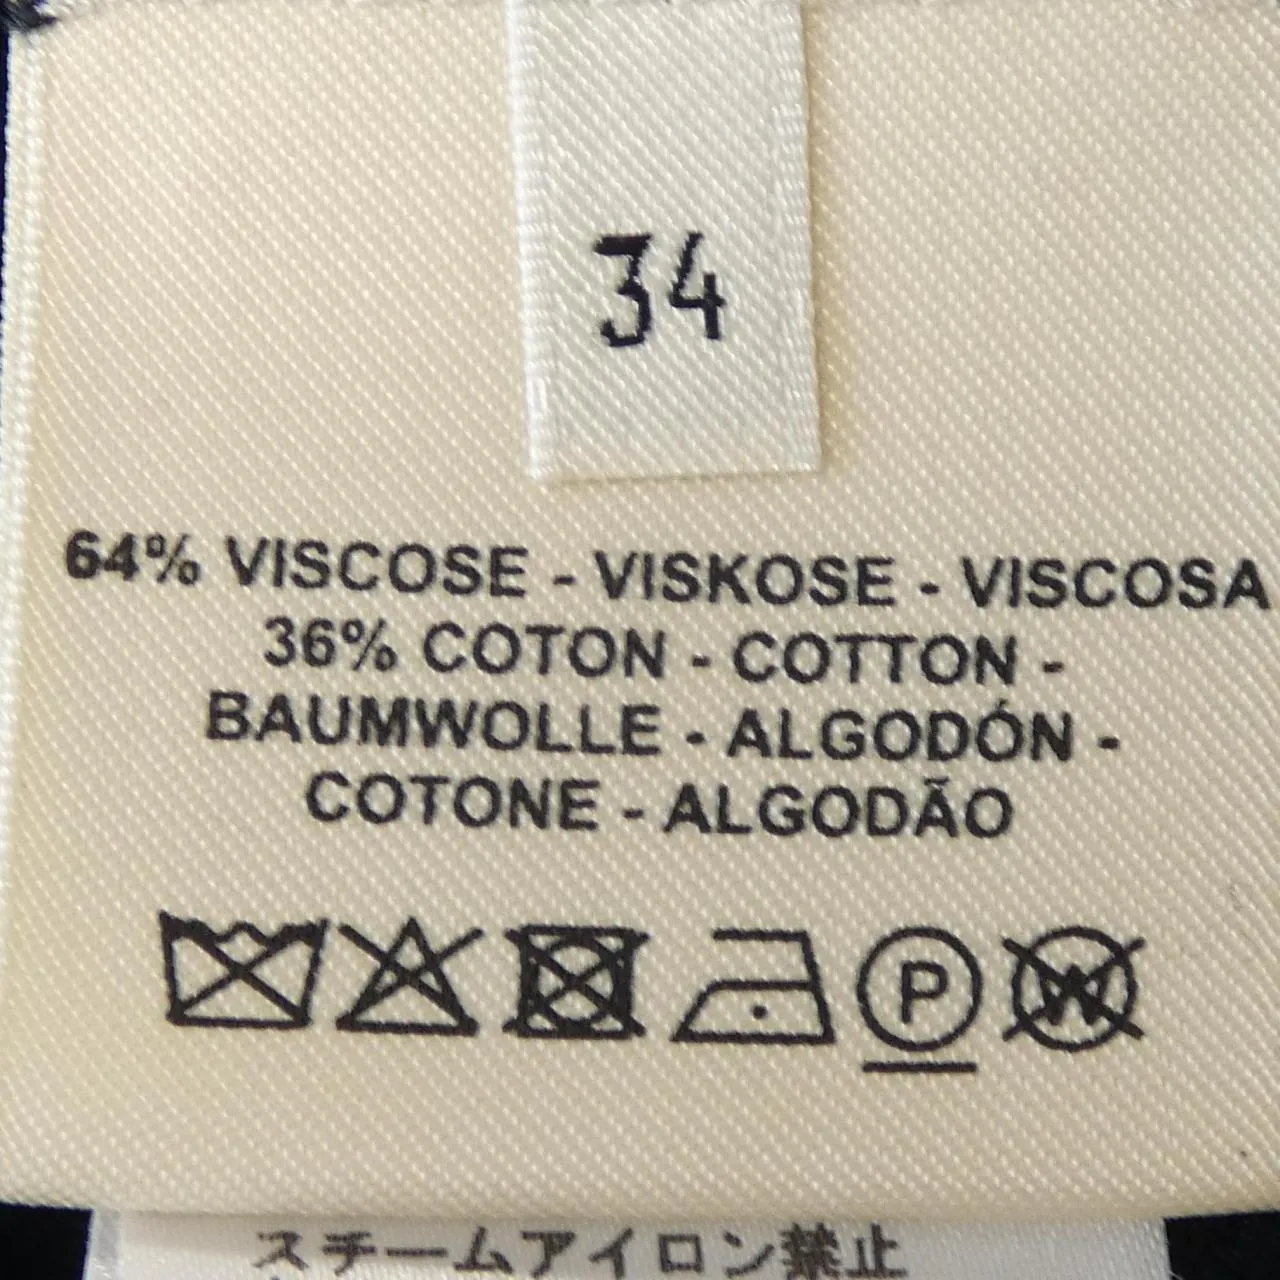 34
64% VISCOSE - VISKOSE - VISCOSA
36% COTON - COTTON -
BAUMWOLLE - ALGODÓN -
COTONE - ALGODÃO
P W
スチームアイロン禁止